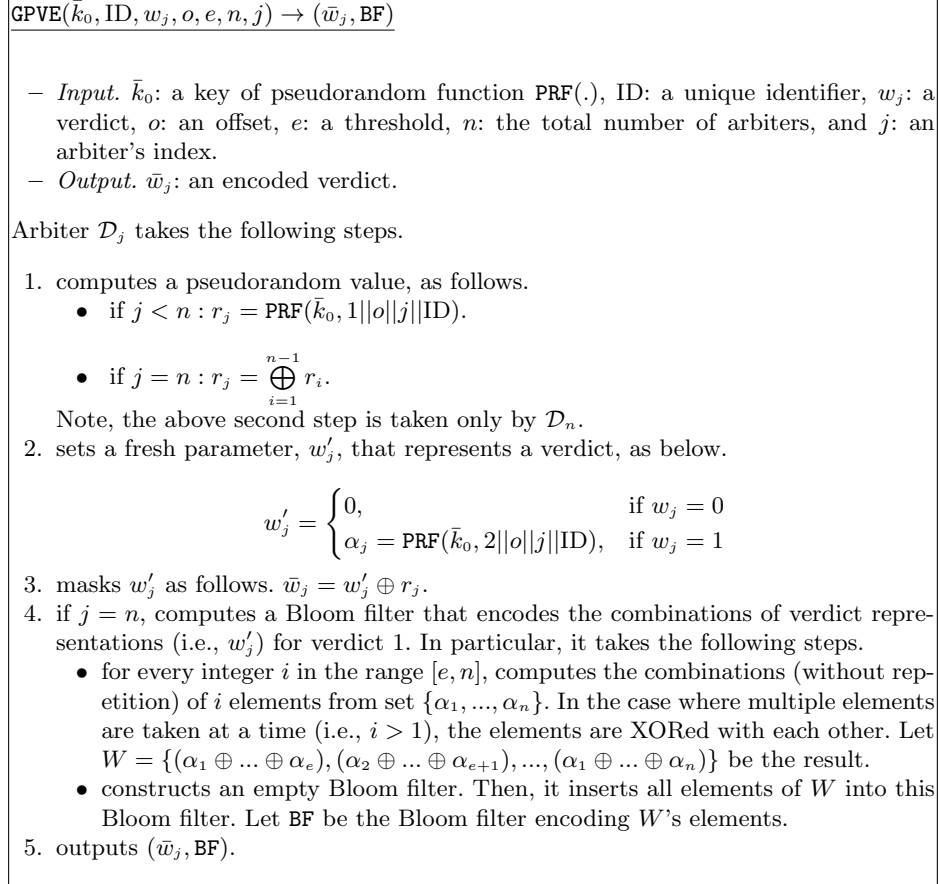 GPVE(k̄₀, ID, wⱼ, o, e, n, j) → (w̄ⱼ, BF)
– Input. k̄₀: a key of pseudorandom function PRF(.), ID: a unique identifier, wⱼ: a
verdict, o: an offset, e: a threshold, n: the total number of arbiters, and j: an
arbiter's index.
– Output. w̄ⱼ: an encoded verdict.
Arbiter 𝒟ⱼ takes the following steps.
1. computes a pseudorandom value, as follows.
• if j < n : rⱼ = PRF(k̄₀, 1||o||j||ID).
• if j = n : rⱼ = ⊕_{i=1}^{n−1} rᵢ.
Note, the above second step is taken only by 𝒟ₙ.
2. sets a fresh parameter, w′ⱼ, that represents a verdict, as below.
w′ⱼ = { 0, if wⱼ = 0
αⱼ = PRF(k̄₀, 2||o||j||ID), if wⱼ = 1
3. masks w′ⱼ as follows. w̄ⱼ = w′ⱼ ⊕ rⱼ.
4. if j = n, computes a Bloom filter that encodes the combinations of verdict repre-
sentations (i.e., w′ⱼ) for verdict 1. In particular, it takes the following steps.
• for every integer i in the range [e, n], computes the combinations (without rep-
etition) of i elements from set {α₁, ..., αₙ}. In the case where multiple elements
are taken at a time (i.e., i > 1), the elements are XORed with each other. Let
W = {(α₁ ⊕ ... ⊕ αₑ), (α₂ ⊕ ... ⊕ αₑ₊₁), ..., (α₁ ⊕ ... ⊕ αₙ)} be the result.
• constructs an empty Bloom filter. Then, it inserts all elements of W into this
Bloom filter. Let BF be the Bloom filter encoding W's elements.
5. outputs (w̄ⱼ, BF).